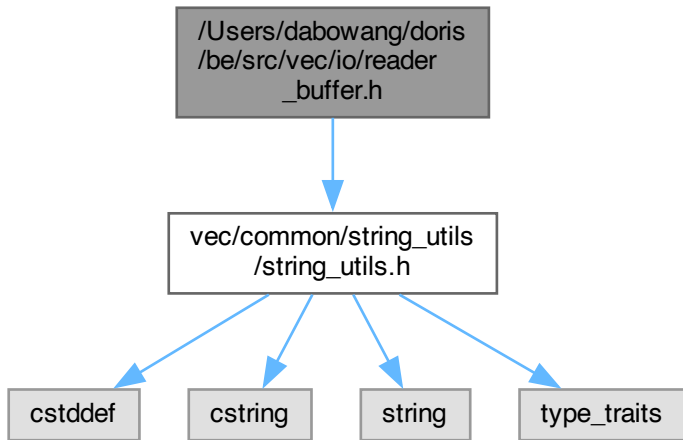 /Users/dabowang/doris
/be/src/vec/io/reader
_buffer.h
vec/common/string_utils
/string_utils.h
cstddef
cstring
string
type_traits